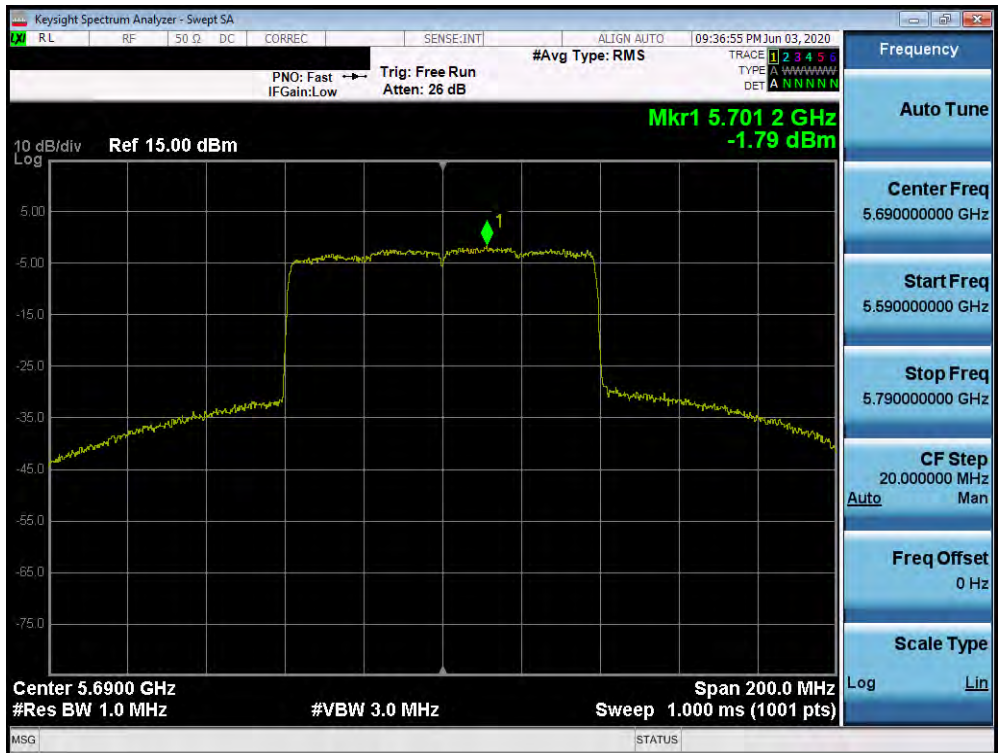 Keysight Spectrum Analyzer - Swept SA
LXI RL RF 50 Ω DC CORREC SENSE:INT ALIGN AUTO 09:36:55 PM Jun 03, 2020
#Avg Type: RMS TRACE 1 2 3 4 5 6
PNO: Fast Trig: Free Run TYPE A WWWWW
IFGain:Low Atten: 26 dB DET A N N N N N
Mkr1 5.701 2 GHz
-1.79 dBm
10 dB/div Ref 15.00 dBm
Log
5.00
1
-5.00
-15.0
-25.0
-35.0
-45.0
-55.0
-65.0
-75.0
Center 5.6900 GHz Span 200.0 MHz
#Res BW 1.0 MHz #VBW 3.0 MHz Sweep 1.000 ms (1001 pts)
MSG STATUS
Frequency
Auto Tune
Center Freq
5.690000000 GHz
Start Freq
5.590000000 GHz
Stop Freq
5.790000000 GHz
CF Step
20.000000 MHz
Auto Man
Freq Offset
0 Hz
Scale Type
Log Lin